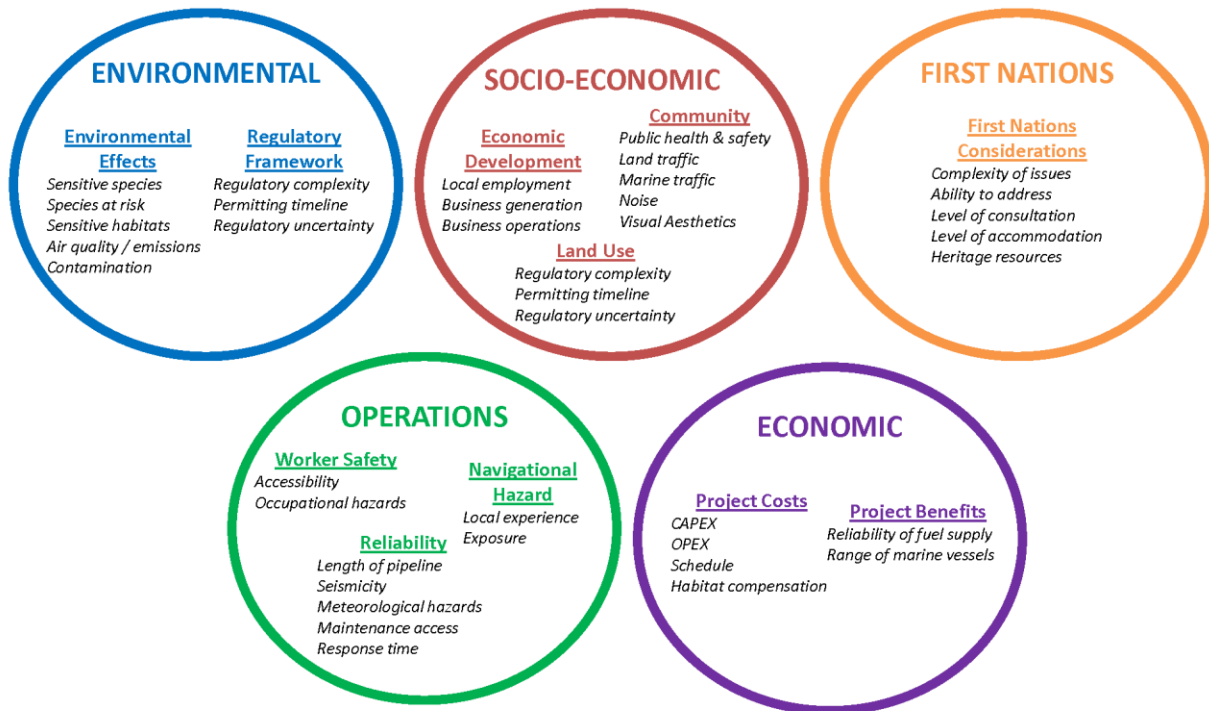 ENVIRONMENTAL
Environmental
Effects
Sensitive species
Species at risk
Sensitive habitats
Air quality / emissions
Contamination
Regulatory
Framework
Regulatory complexity
Permitting timeline
Regulatory uncertainty
SOCIO-ECONOMIC
Economic
Development
Local employment
Business generation
Business operations
Community
Public health & safety
Land traffic
Marine traffic
Noise
Visual Aesthetics
Land Use
Regulatory complexity
Permitting timeline
Regulatory uncertainty
FIRST NATIONS
First Nations
Considerations
Complexity of issues
Ability to address
Level of consultation
Level of accommodation
Heritage resources
OPERATIONS
Worker Safety
Accessibility
Occupational hazards
Navigational
Hazard
Local experience
Exposure
Reliability
Length of pipeline
Seismicity
Meteorological hazards
Maintenance access
Response time
ECONOMIC
Project Costs
CAPEX
OPEX
Schedule
Habitat compensation
Project Benefits
Reliability of fuel supply
Range of marine vessels